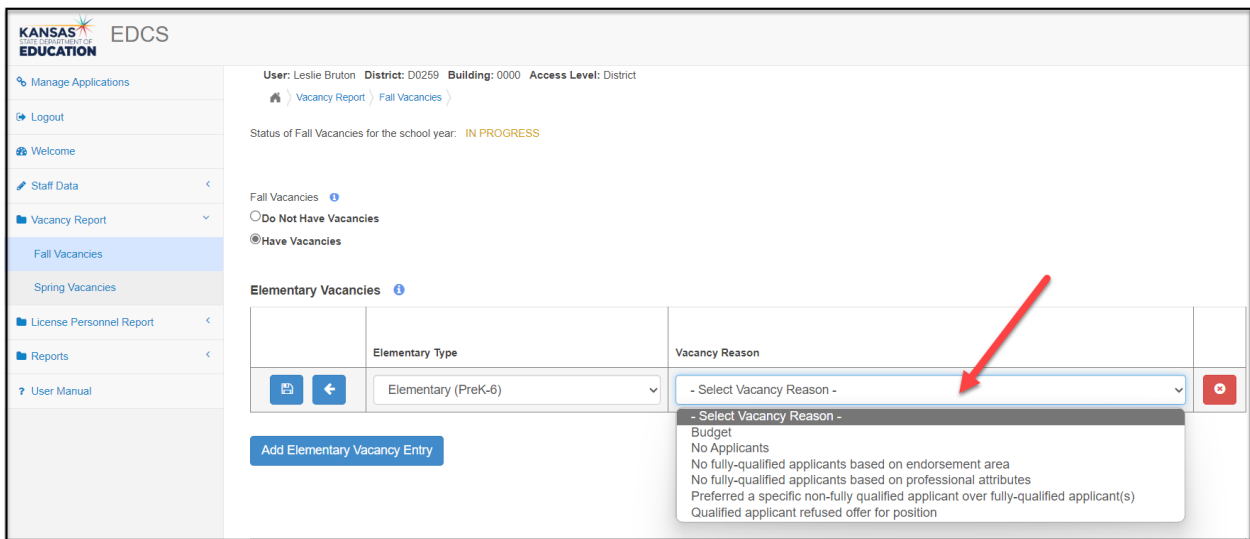 KANSAS
STATE DEPARTMENT OF
EDUCATION
EDCS
Manage Applications
Logout
Welcome
Staff Data
Vacancy Report
Fall Vacancies
Spring Vacancies
License Personnel Report
Reports
? User Manual
User: Leslie Bruton District: D0259 Building: 0000 Access Level: District
Vacancy Report Fall Vacancies
Status of Fall Vacancies for the school year: IN PROGRESS
Fall Vacancies
Do Not Have Vacancies
Have Vacancies
Elementary Vacancies
Elementary Type Vacancy Reason
Elementary (PreK-6) - Select Vacancy Reason -
- Select Vacancy Reason -
Budget
No Applicants
No fully-qualified applicants based on endorsement area
No fully-qualified applicants based on professional attributes
Preferred a specific non-fully qualified applicant over fully-qualified applicant(s)
Qualified applicant refused offer for position
Add Elementary Vacancy Entry